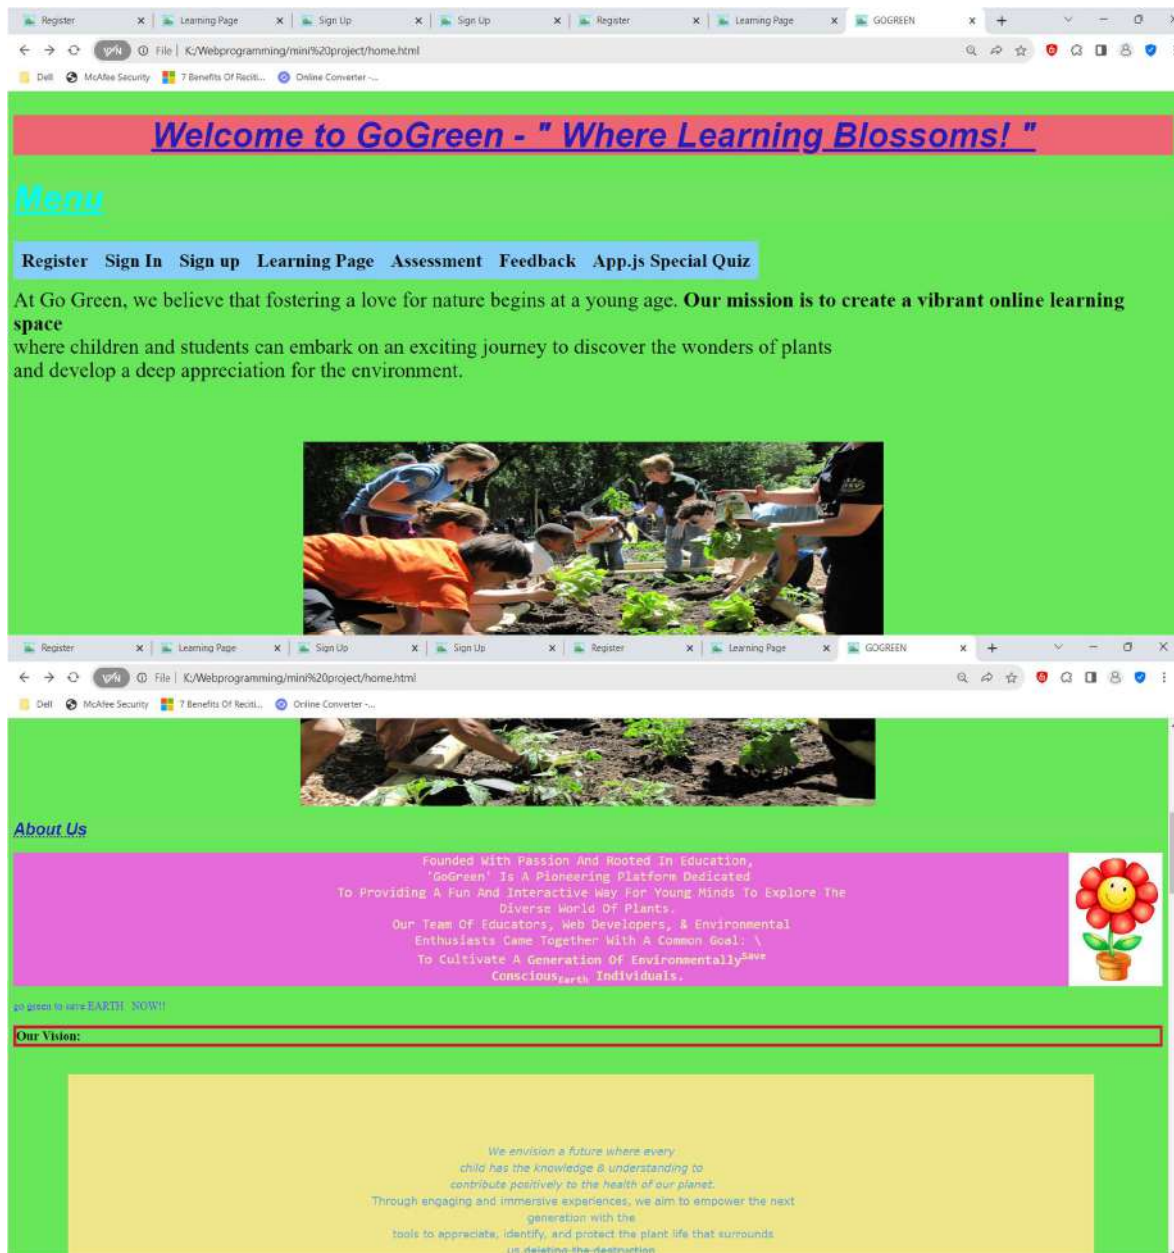 Register Learning Page Sign Up Sign Up Register Learning Page GOGREEN
File K:/Webprogramming/mini%20project/home.html
Dell McAfee Security 7 Benefits Of Reciti... Online Converter -...
Welcome to GoGreen - " Where Learning Blossoms! "
Menu
Register Sign In Sign up Learning Page Assessment Feedback App.js Special Quiz
At Go Green, we believe that fostering a love for nature begins at a young age. Our mission is to create a vibrant online learning
space
where children and students can embark on an exciting journey to discover the wonders of plants
and develop a deep appreciation for the environment.
Register Learning Page Sign Up Sign Up Register Learning Page GOGREEN
File K:/Webprogramming/mini%20project/home.html
Dell McAfee Security 7 Benefits Of Reciti... Online Converter -...
About Us
Founded With Passion And Rooted In Education,
'GoGreen' Is A Pioneering Platform Dedicated
To Providing A Fun And Interactive Way For Young Minds To Explore The
Diverse World Of Plants.
Our Team Of Educators, Web Developers, & Environmental
Enthusiasts Came Together With A Common Goal: \
To Cultivate A Generation Of Environmentally Save
Conscious Earth Individuals.
go green to save EARTH NOW!!
Our Vision:
We envision a future where every
child has the knowledge & understanding to
contribute positively to the health of our planet.
Through engaging and immersive experiences, we aim to empower the next
generation with the
tools to appreciate, identify, and protect the plant life that surrounds
us deleting the destruction